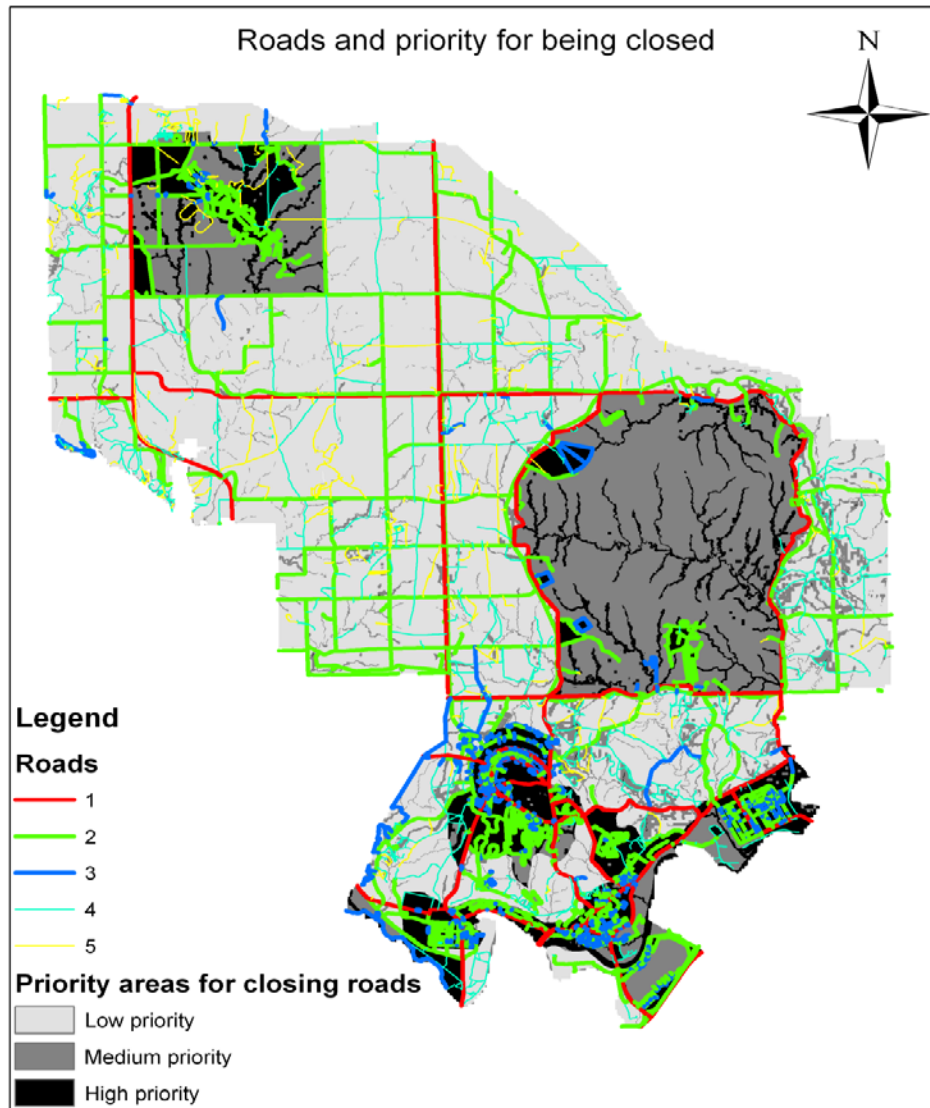 Roads and priority for being closed
N
Legend
Roads
1
2
3
4
5
Priority areas for closing roads
Low priority
Medium priority
High priority